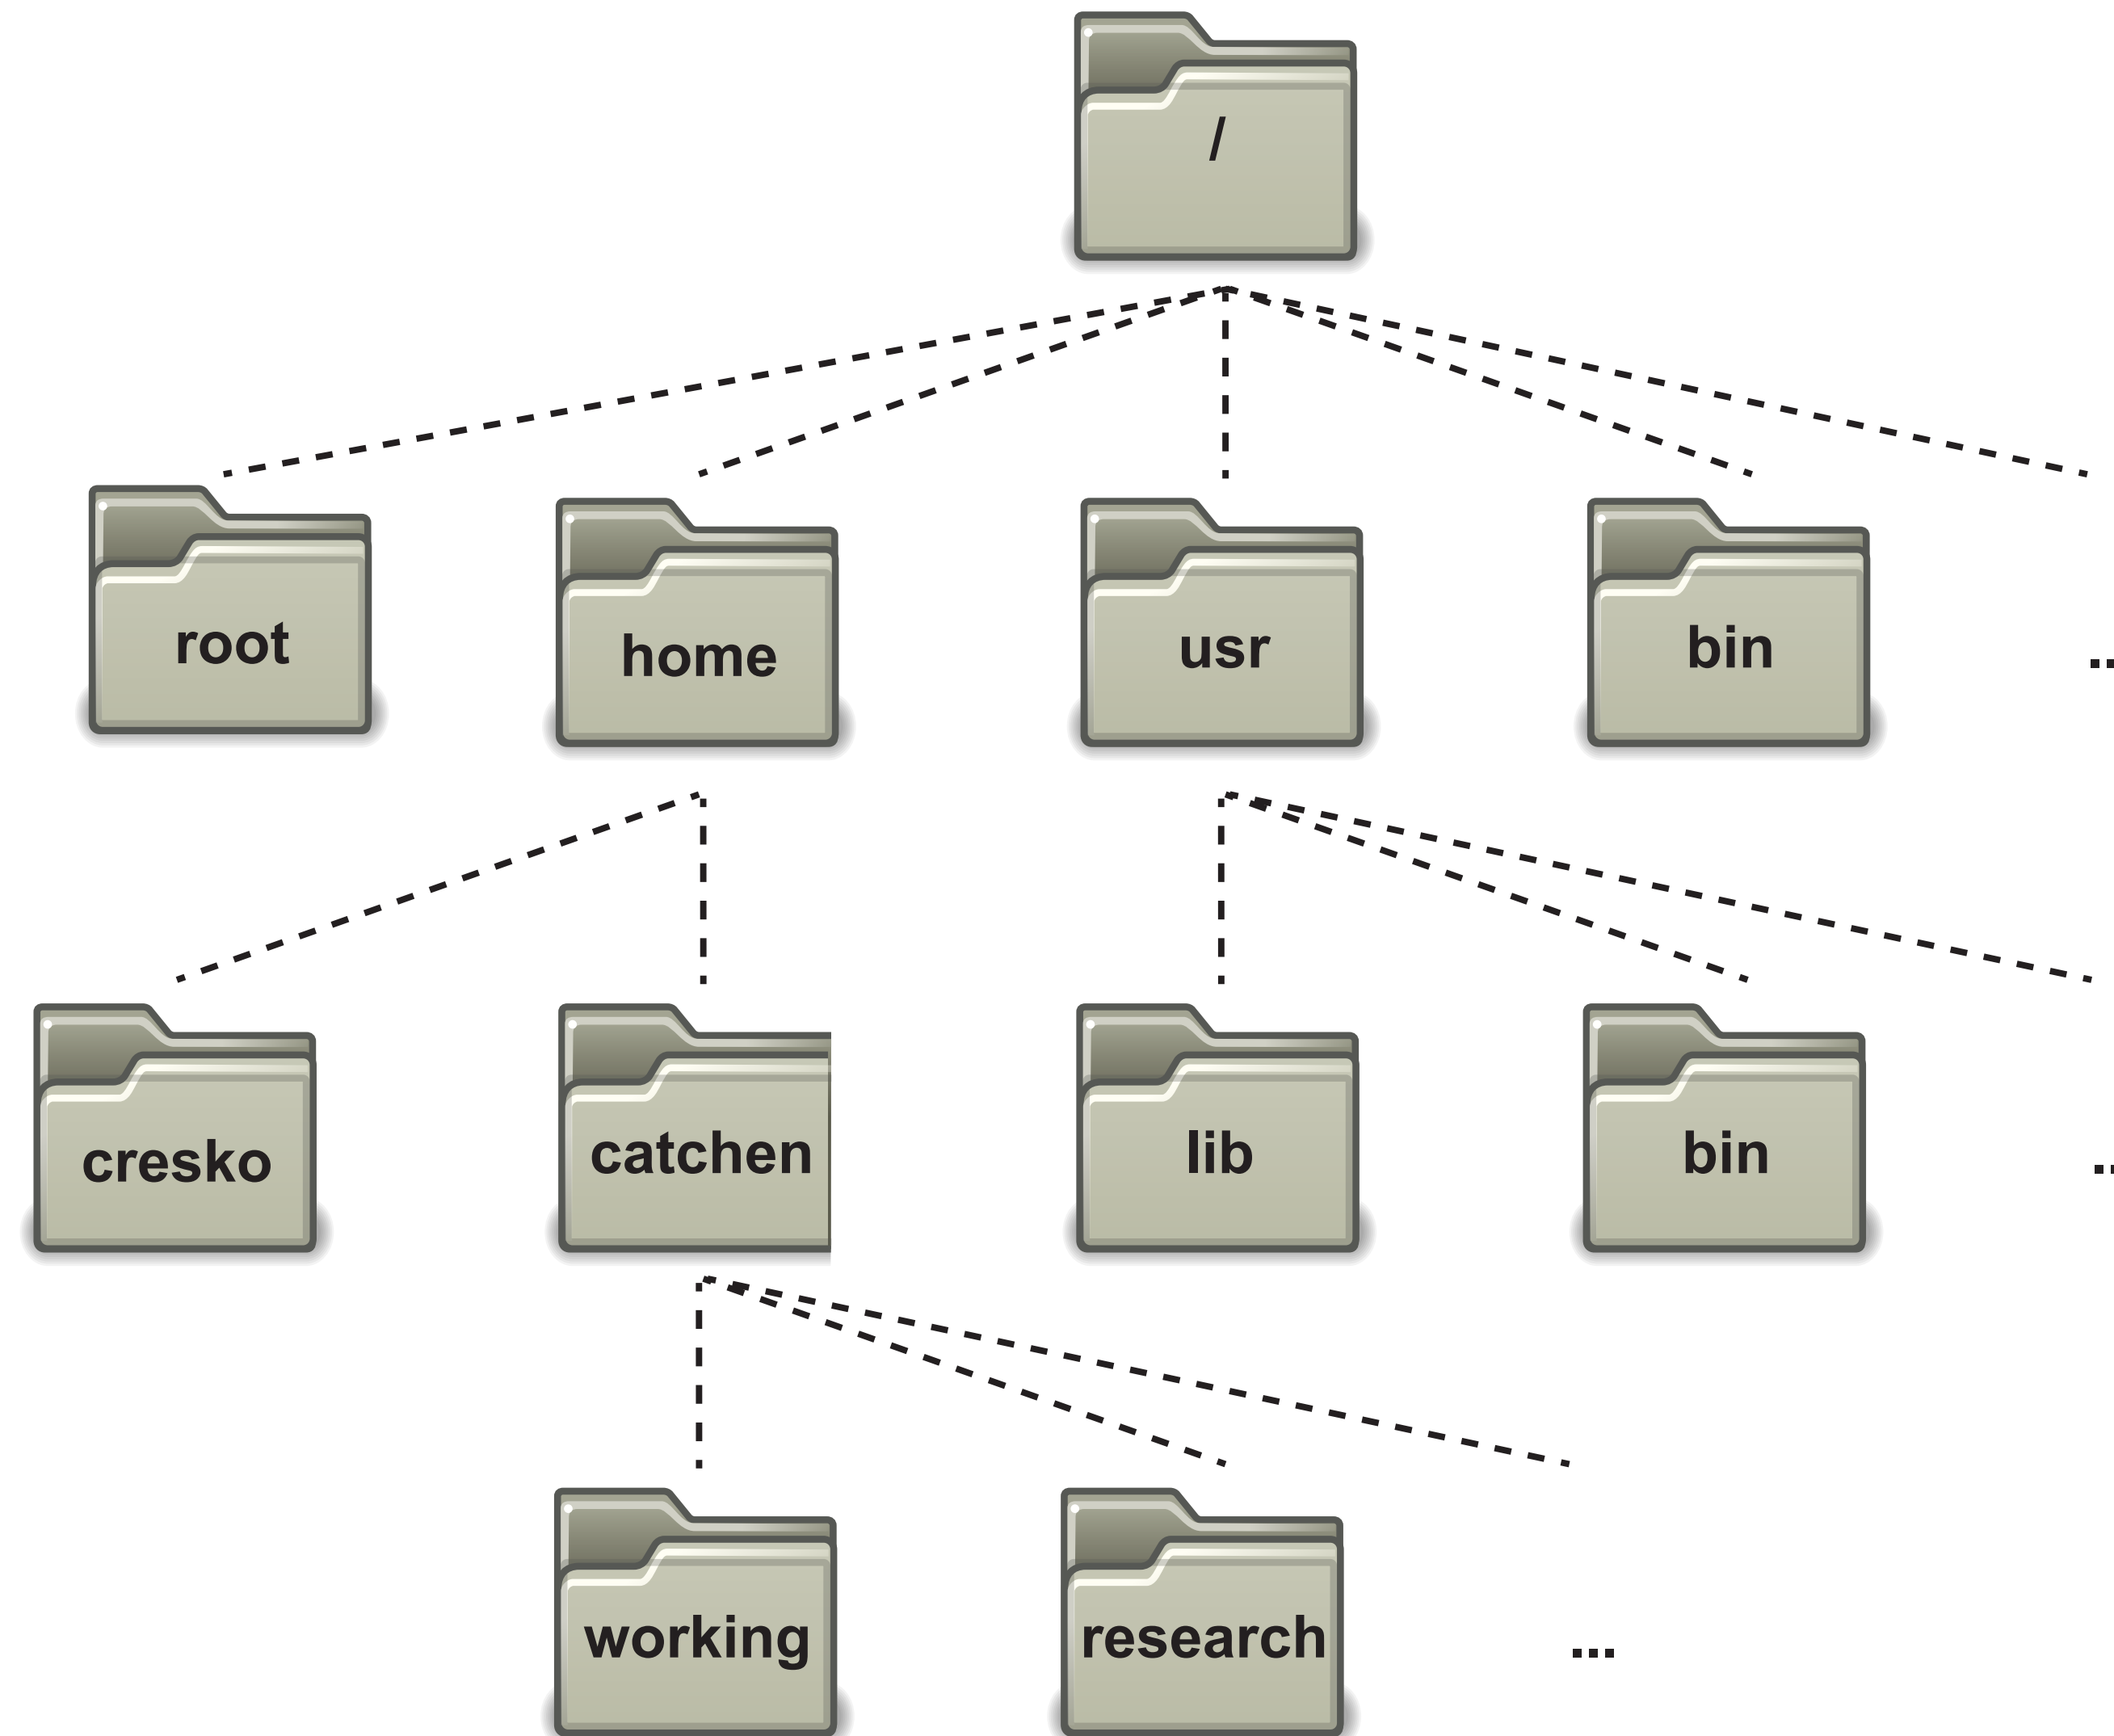 /
root home usr bin ...
cresko catchen lib bin ...
working research ...